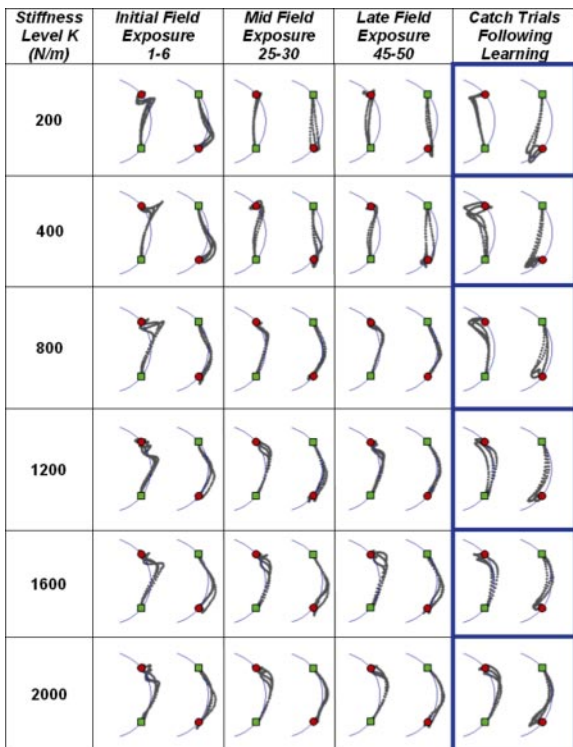 Stiffness Level K (N/m)
Initial Field Exposure 1-6
Mid Field Exposure 25-30
Late Field Exposure 45-50
Catch Trials Following Learning
200
400
800
1200
1600
2000